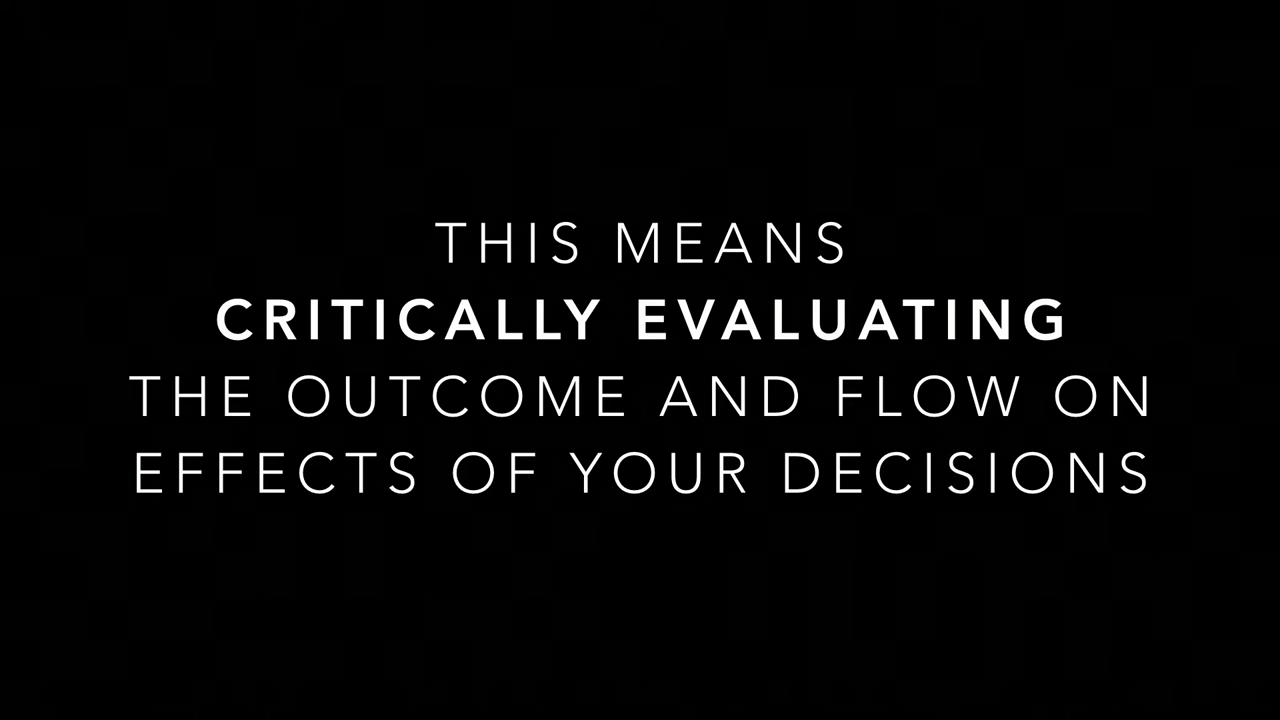 THIS MEANS
CRITICALLY EVALUATING
THE OUTCOME AND FLOW ON
EFFECTS OF YOUR DECISIONS